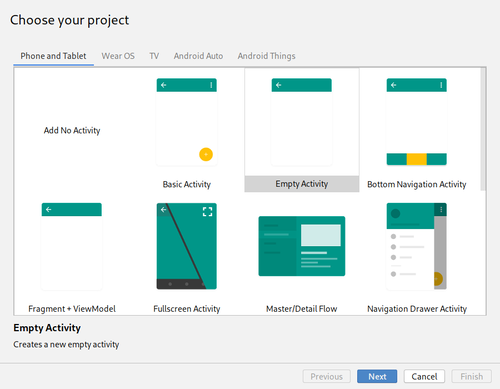 Choose your project
Phone and Tablet Wear OS TV Android Auto Android Things
Add No Activity
Basic Activity
Empty Activity
Bottom Navigation Activity
Fragment + ViewModel
Fullscreen Activity
Master/Detail Flow
Navigation Drawer Activity
Empty Activity
Creates a new empty activity
Previous Next Cancel Finish